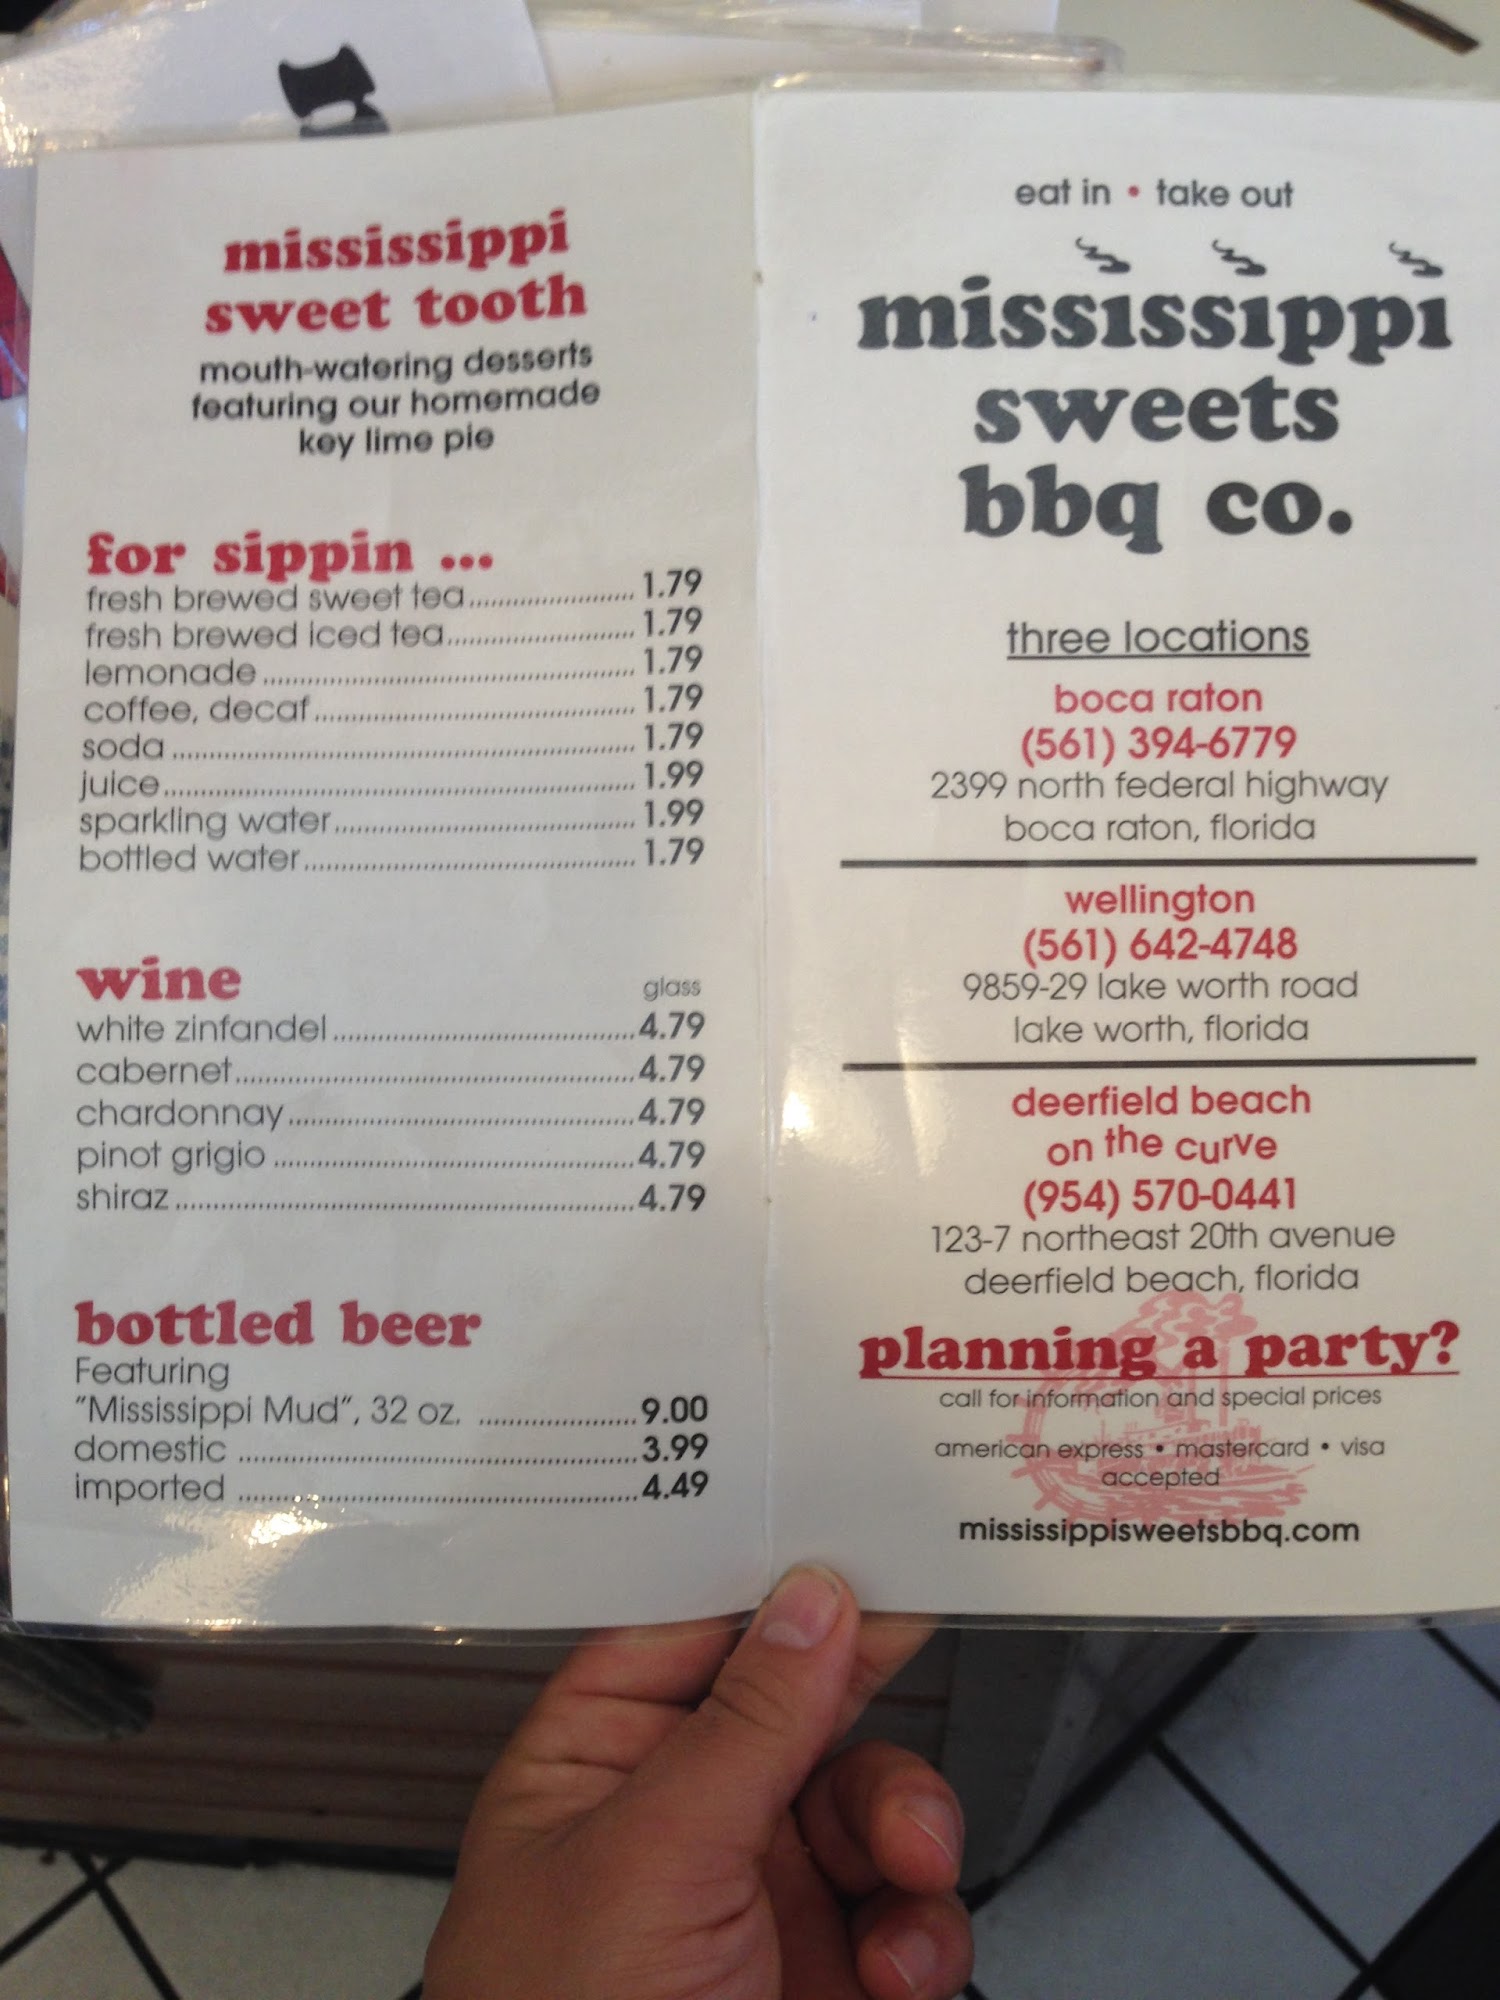 mississippi
sweet tooth
mouth-watering desserts
featuring our homemade
key lime pie
for sippin ...
fresh brewed sweet tea 1.79
fresh brewed iced tea 1.79
lemonade 1.79
coffee, decaf 1.79
soda 1.79
juice 1.99
sparkling water 1.99
bottled water 1.79
wine glass
white zinfandel 4.79
cabernet 4.79
chardonnay 4.79
pinot grigio 4.79
shiraz 4.79
bottled beer
Featuring
"Mississippi Mud", 32 oz. 9.00
domestic 3.99
imported 4.49
eat in • take out
mississippi
sweets
bbq co.
three locations
boca raton
(561) 394-6779
2399 north federal highway
boca raton, florida
wellington
(561) 642-4748
9859-29 lake worth road
lake worth, florida
deerfield beach
on the curve
(954) 570-0441
123-7 northeast 20th avenue
deerfield beach, florida
planning a party?
call for information and special prices
american express • mastercard • visa
accepted
mississippisweetsbbq.com